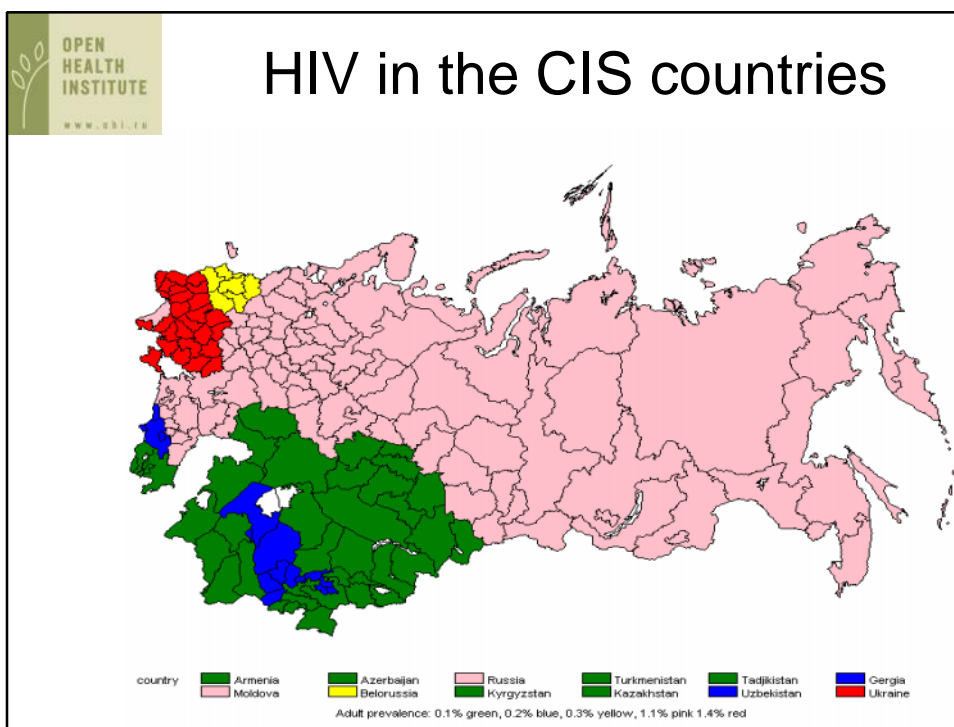 OPEN
HEALTH
INSTITUTE
www.ohi.ru
HIV in the CIS countries
country Armenia Azerbaijan Russia Turkmenistan Tadjikistan Gergia
Moldova Belorussia Kyrgyzstan Kazakhstan Uzbekistan Ukraine
Adult prevalence: 0.1% green, 0.2% blue, 0.3% yellow, 1.1% pink 1.4% red